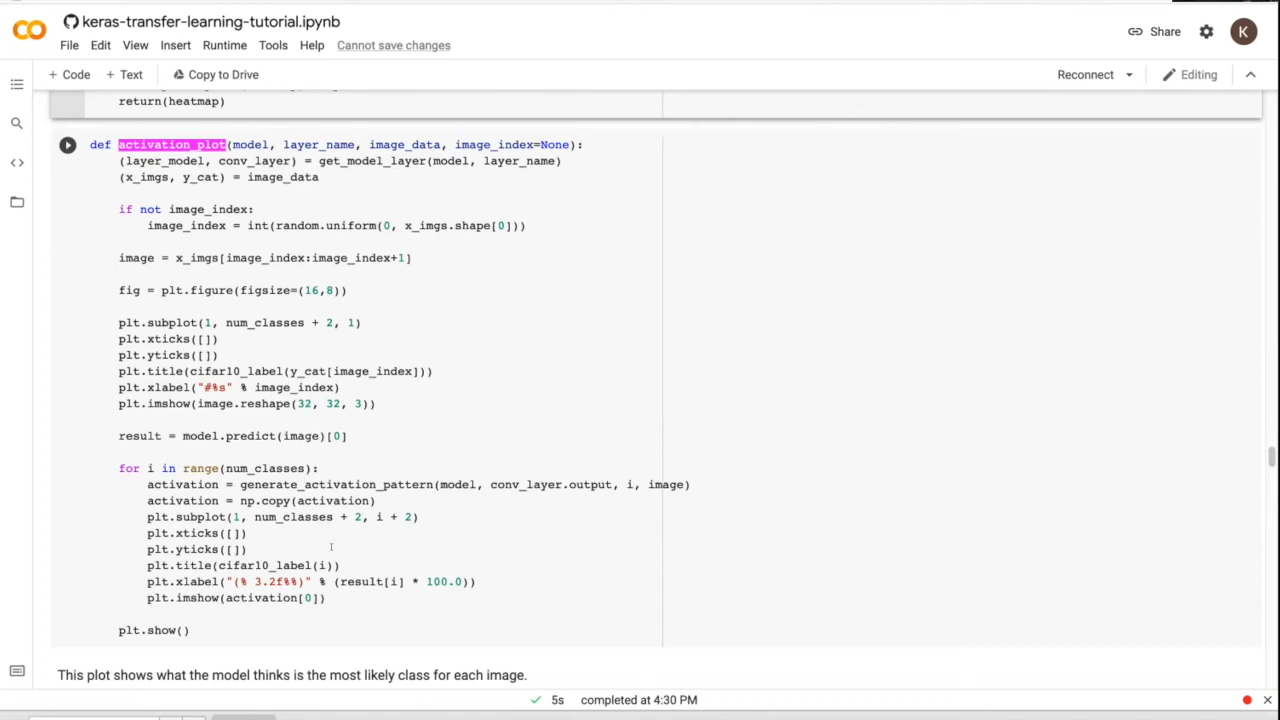 keras-transfer-learning-tutorial.ipynb
File Edit View Insert Runtime Tools Help Cannot save changes
Share
K
+ Code + Text Copy to Drive
Reconnect
Editing
return(heatmap)
def activation_plot(model, layer_name, image_data, image_index=None):
(layer_model, conv_layer) = get_model_layer(model, layer_name)
(x_imgs, y_cat) = image_data
if not image_index:
image_index = int(random.uniform(0, x_imgs.shape[0]))
image = x_imgs[image_index:image_index+1]
fig = plt.figure(figsize=(16,8))
plt.subplot(1, num_classes + 2, 1)
plt.xticks([])
plt.yticks([])
plt.title(cifar10_label(y_cat[image_index]))
plt.xlabel("#%s" % image_index)
plt.imshow(image.reshape(32, 32, 3))
result = model.predict(image)[0]
for i in range(num_classes):
activation = generate_activation_pattern(model, conv_layer.output, i, image)
activation = np.copy(activation)
plt.subplot(1, num_classes + 2, i + 2)
plt.xticks([])
plt.yticks([])
plt.title(cifar10_label(i))
plt.xlabel("(% 3.2f%%)" % (result[i] * 100.0))
plt.imshow(activation[0])
plt.show()
This plot shows what the model thinks is the most likely class for each image.
5s completed at 4:30 PM